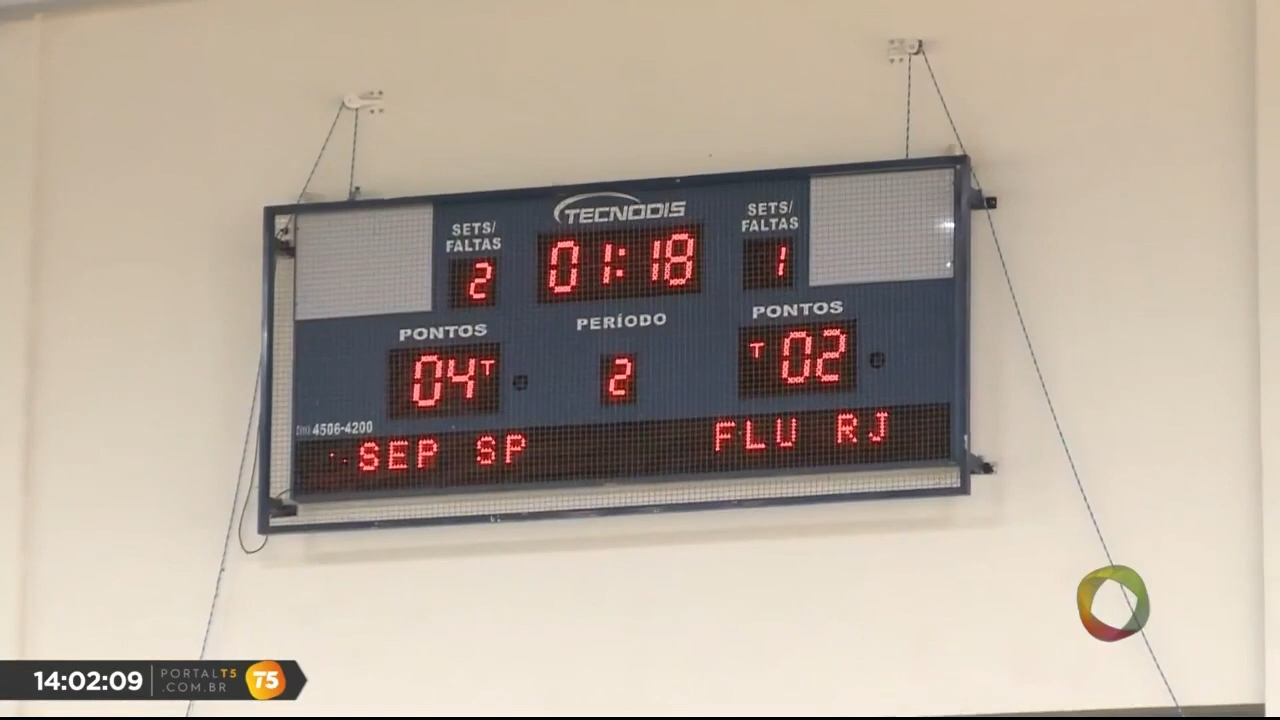 TECNODIS
SETS/
FALTAS
SETS/
FALTAS
2
01:18
1
PONTOS
PERÍODO
PONTOS
04 T
2
T 02
4506-4200
SEP SP
FLU RJ
14:02:09
PORTALT5
.COM.BR
T5